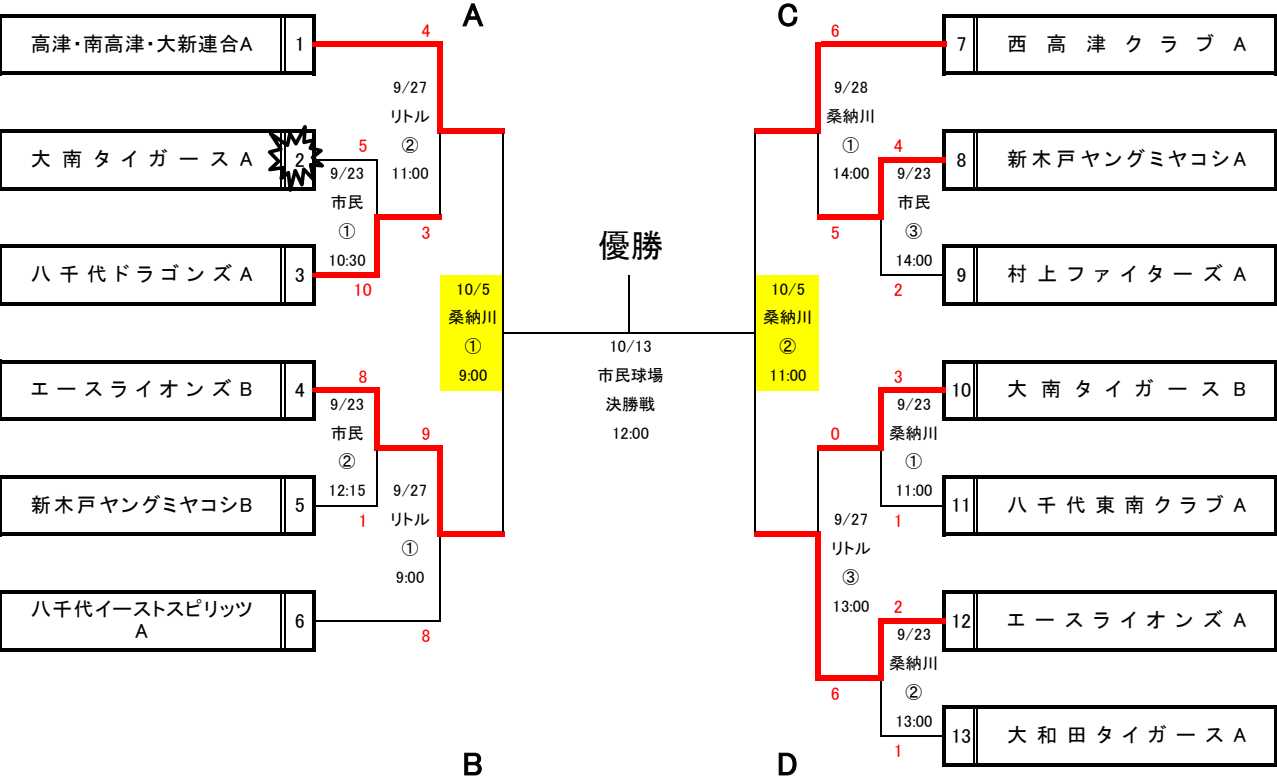 A
高津・南高津・大新連合A 1
4
9/27
リトル
②
11:00
大南タイガースA 2
5
9/23
市民
①
10:30
3
八千代ドラゴンズA 3
10
10/5
桑納川
①
9:00
エースライオンズB 4
8
9/23
市民
②
12:15
9
新木戸ヤングミヤコシB 5
1
9/27
リトル
①
9:00
八千代イーストスピリッツ
A
6
8
B
優勝
10/13
市民球場
決勝戦
12:00
C
6
7 西高津クラブA
9/28
桑納川
①
14:00
4
8 新木戸ヤングミヤコシA
9/23
市民
③
14:00
5
9 村上ファイターズA
2
10/5
桑納川
②
11:00
3
10 大南タイガースB
9/23
桑納川
①
11:00
0
11 八千代東南クラブA
1
9/27
リトル
③
13:00
2
12 エースライオンズA
9/23
桑納川
②
13:00
6
13 大和田タイガースA
1
D